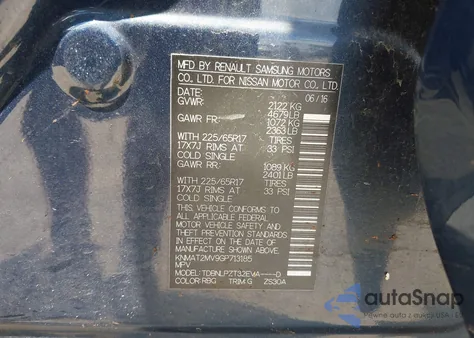 MFD BY RENAULT SAMSUNG MOTORS
CO., LTD. FOR NISSAN MOTOR CO., LTD.
DATE: 06/16
GVWR: 2122 KG
4679 LB
GAWR FR: 1072 KG
2363 LB
WITH 225/65R17 TIRES
17X7J RIMS AT 33 PSI
COLD SINGLE
GAWR RR: 1089 KG
2401 LB
WITH 225/65R17 TIRES
17X7J RIMS AT 33 PSI
COLD SINGLE
THIS VEHICLE CONFORMS TO
ALL APPLICABLE FEDERAL
MOTOR VEHICLE SAFETY
AND THEFT PREVENTION
STANDARDS IN EFFECT ON
THE DATE OF
MANUFACTURE SHOWN ABOVE.
KNMAT2MV9GP713185
MPV
MODEL: TDBNLPZT32EWA----D
COLOR RBG TRIM G ZS30A
autoAstat